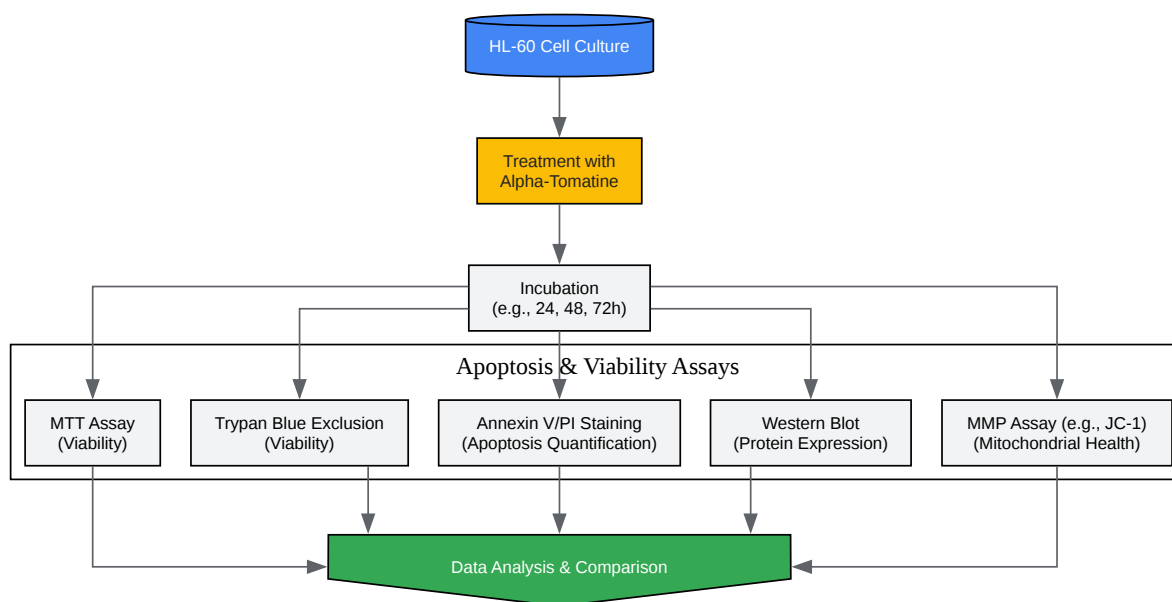 HL-60 Cell Culture
Treatment with
Alpha-Tomatine
Incubation
(e.g., 24, 48, 72h)
Apoptosis & Viability Assays
MTT Assay
(Viability)
Trypan Blue Exclusion
(Viability)
Annexin V/PI Staining
(Apoptosis Quantification)
Western Blot
(Protein Expression)
MMP Assay (e.g., JC-1)
(Mitochondrial Health)
Data Analysis & Comparison